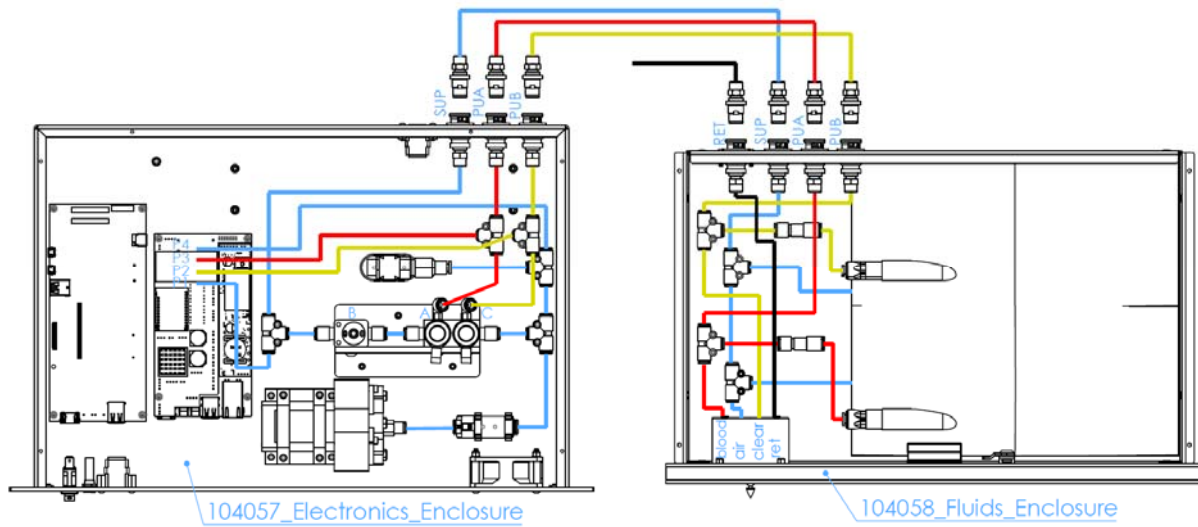 SUP
PUA
PUB
RET
SUP
PUA
PUB
P4
P3
P2
P1
B
A
C
blood
air
clear
ret
104057_Electronics_Enclosure
104058_Fluids_Enclosure